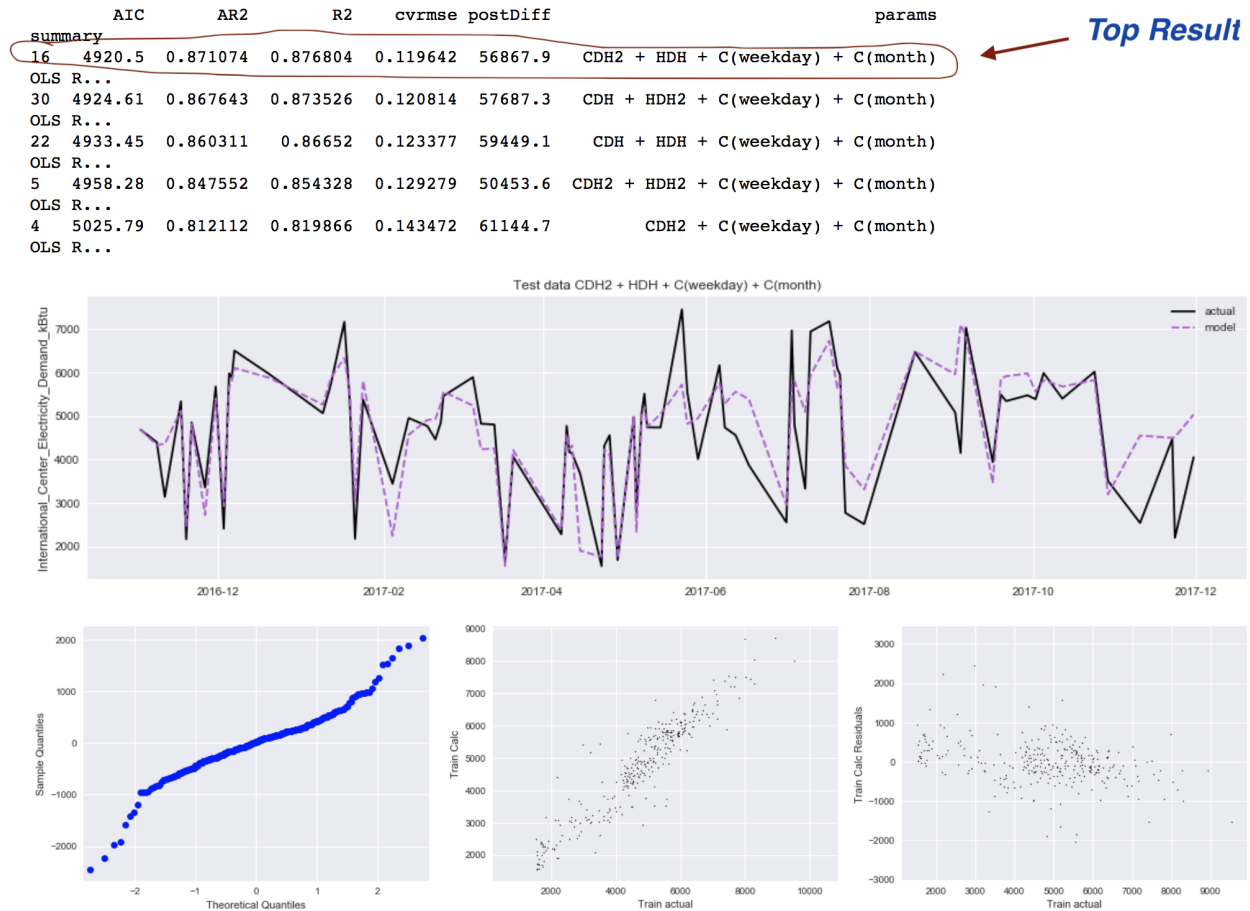 AIC AR2 R2 cvrmse postDiff params
summary
16 4920.5 0.871074 0.876804 0.119642 56867.9 CDH2 + HDH + C(weekday) + C(month)
OLS R...
30 4924.61 0.867643 0.873526 0.120814 57687.3 CDH + HDH2 + C(weekday) + C(month)
OLS R...
22 4933.45 0.860311 0.86652 0.123377 59449.1 CDH + HDH + C(weekday) + C(month)
OLS R...
5 4958.28 0.847552 0.854328 0.129279 50453.6 CDH2 + HDH2 + C(weekday) + C(month)
OLS R...
4 5025.79 0.812112 0.819866 0.143472 61144.7 CDH2 + C(weekday) + C(month)
OLS R...
Top Result
Test data CDH2 + HDH + C(weekday) + C(month)
International_Center_Electricity_Demand_kBtu
7000
6000
5000
4000
3000
2000
actual
model
2016-12 2017-02 2017-04 2017-06 2017-08 2017-10 2017-12
Sample Quantiles
2000
1000
0
−1000
−2000
−2 −1 0 1 2
Theoretical Quantiles
Train Calc
9000
8000
7000
6000
5000
4000
3000
2000
2000 4000 6000 8000 10000
Train actual
Train Calc Residuals
3000
2000
1000
0
−1000
−2000
−3000
2000 3000 4000 5000 6000 7000 8000 9000
Train actual